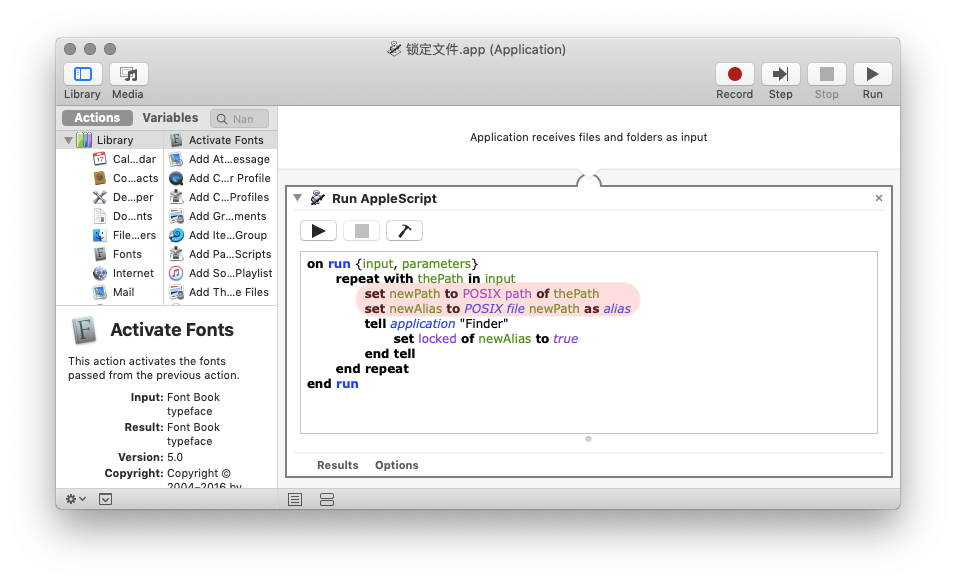 锁定文件.app (Application)
Library Media Record Step Stop Run
Actions Variables Nan
Application receives files and folders as input
Library
Cal...dar
Co...acts
De...per
Do...nts
File...ers
Fonts
Internet
Mail
Activate Fonts
Add At...essage
Add C...r Profile
Add C...Profiles
Add Gr...ments
Add Ite...Group
Add Pa...Scripts
Add So...Playlist
Add Th...e Files
Activate Fonts
This action activates the fonts
passed from the previous action.
Input: Font Book
typeface
Result: Font Book
typeface
Version: 5.0
Copyright: Copyright ©
2004–2016 by
Run AppleScript
on run {input, parameters}
repeat with thePath in input
set newPath to POSIX path of thePath
set newAlias to POSIX file newPath as alias
tell application "Finder"
set locked of newAlias to true
end tell
end repeat
end run
Results Options